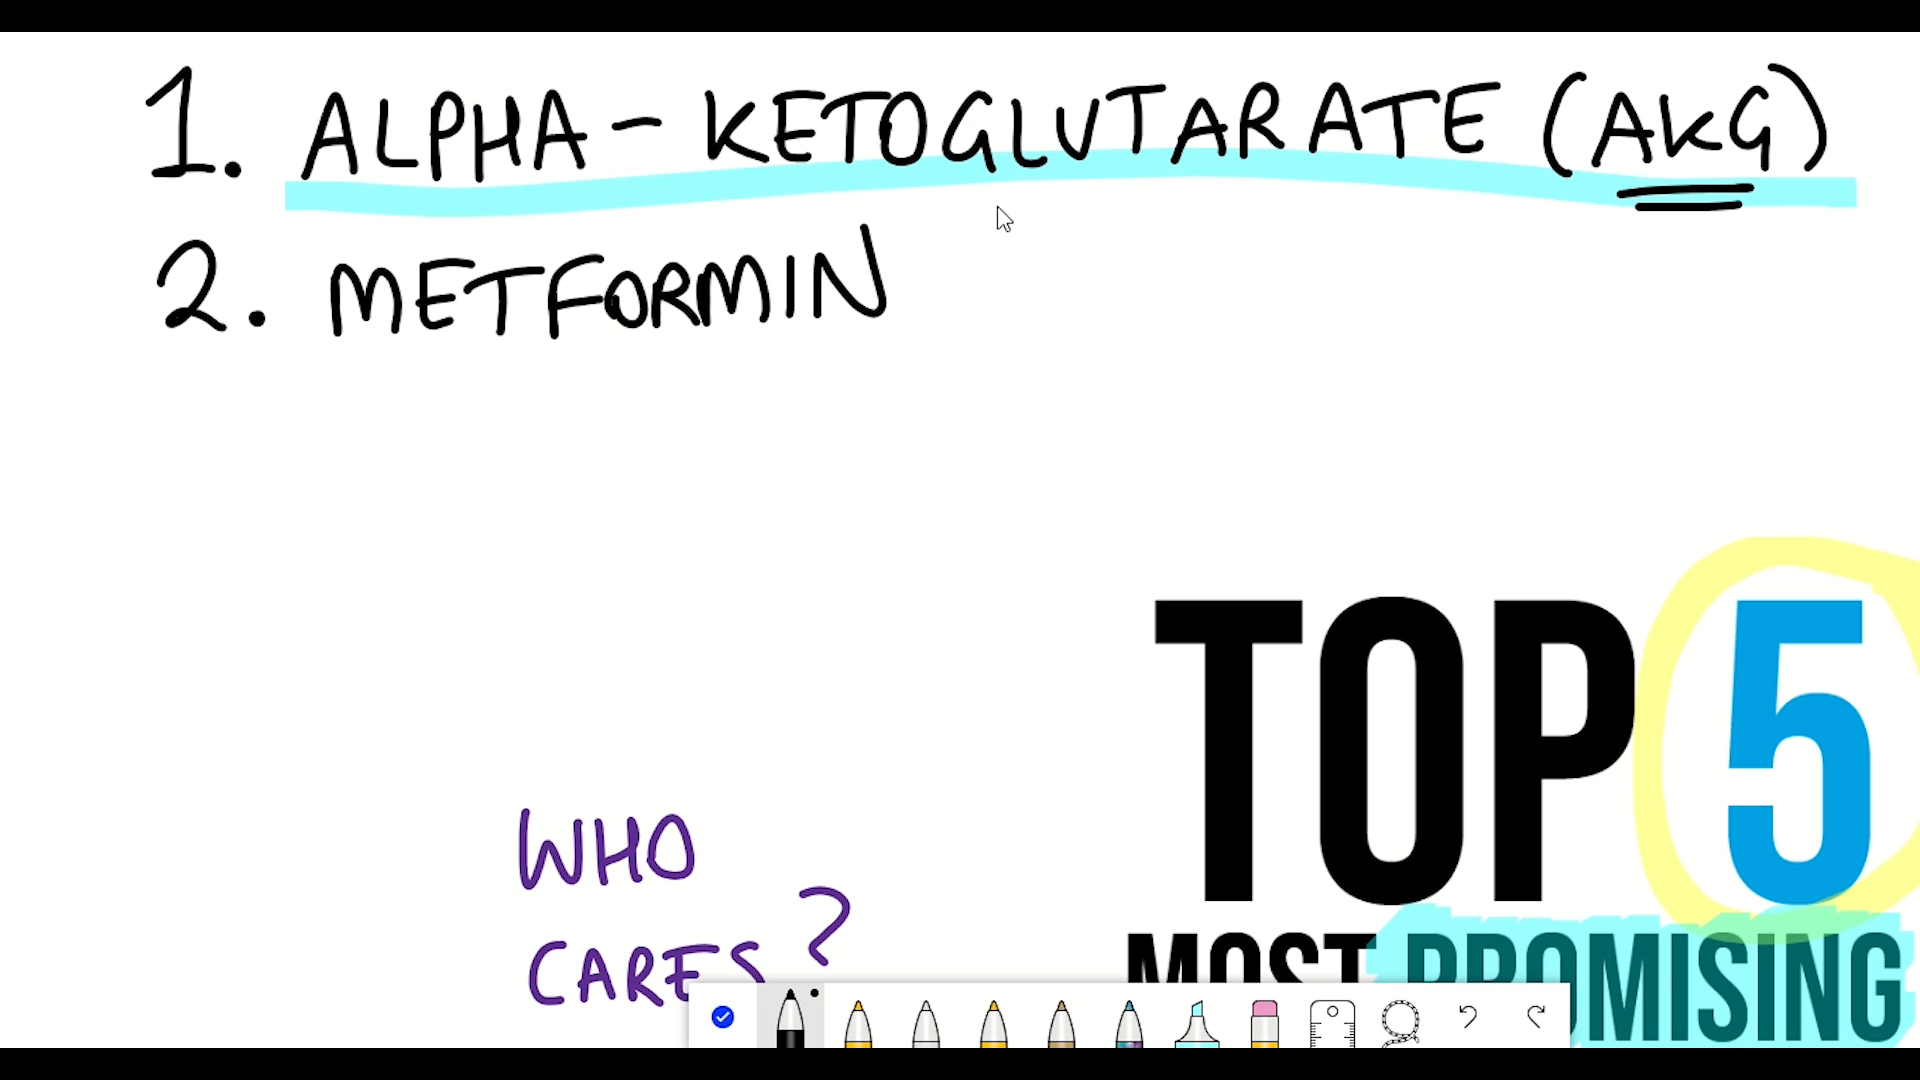 1. ALPHA-KETOGLUTARATE (AKG)
2. METFORMIN
WHO
CARES?
TOP 5
MOST PROMISING